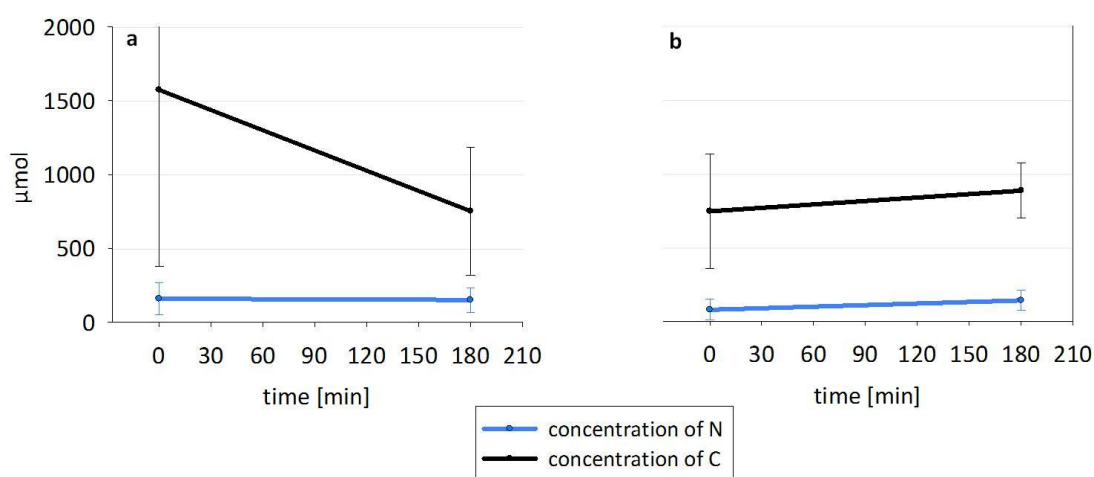 a
2000
1500
1000
500
0
µmol
0 30 60 90 120 150 180 210
time [min]
b
0 30 60 90 120 150 180 210
time [min]
concentration of N
concentration of C